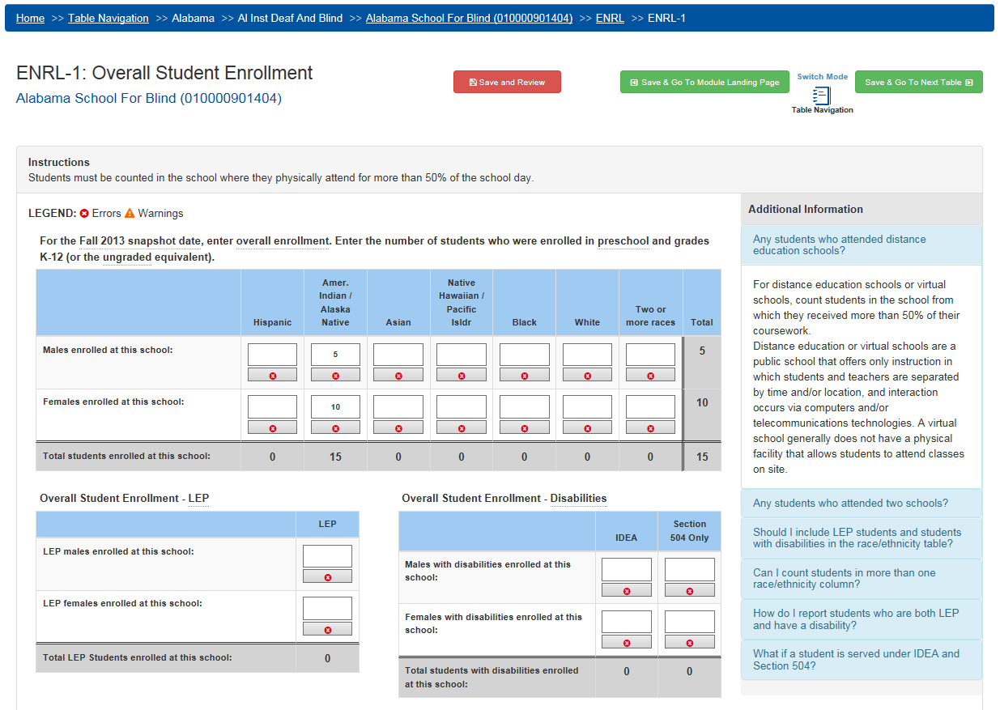 Home >> Table Navigation >> Alabama >> Al Inst Deaf And Blind >> Alabama School For Blind (010000901404) >> ENRL >> ENRL-1
ENRL-1: Overall Student Enrollment
Alabama School For Blind (010000901404)
Save and Review
Save & Go To Module Landing Page
Switch Mode
Table Navigation
Save & Go To Next Table
Instructions
Students must be counted in the school where they physically attend for more than 50% of the school day.
LEGEND: Errors Warnings
For the Fall 2013 snapshot date, enter overall enrollment. Enter the number of students who were enrolled in preschool and grades
K-12 (or the ungraded equivalent).
Hispanic
Amer.
Indian /
Alaska
Native
Asian
Native
Hawaiian /
Pacific
Isldr
Black
White
Two or
more races
Total
Males enrolled at this school:
5
5
Females enrolled at this school:
10
10
Total students enrolled at this school: 0 15 0 0 0 0 0 15
Overall Student Enrollment - LEP
LEP
LEP males enrolled at this school:
LEP females enrolled at this school:
Total LEP Students enrolled at this school: 0
Overall Student Enrollment - Disabilities
IDEA
Section
504 Only
Males with disabilities enrolled at this
school:
Females with disabilities enrolled at this
school:
Total students with disabilities enrolled
at this school:
0 0
Additional Information
Any students who attended distance
education schools?
For distance education schools or virtual
schools, count students in the school from
which they received more than 50% of their
coursework.
Distance education or virtual schools are a
public school that offers only instruction in
which students and teachers are separated
by time and/or location, and interaction
occurs via computers and/or
telecommunications technologies. A virtual
school generally does not have a physical
facility that allows students to attend classes
on site.
Any students who attended two schools?
Should I include LEP students and students
with disabilities in the race/ethnicity table?
Can I count students in more than one
race/ethnicity column?
How do I report students who are both LEP
and have a disability?
What if a student is served under IDEA and
Section 504?